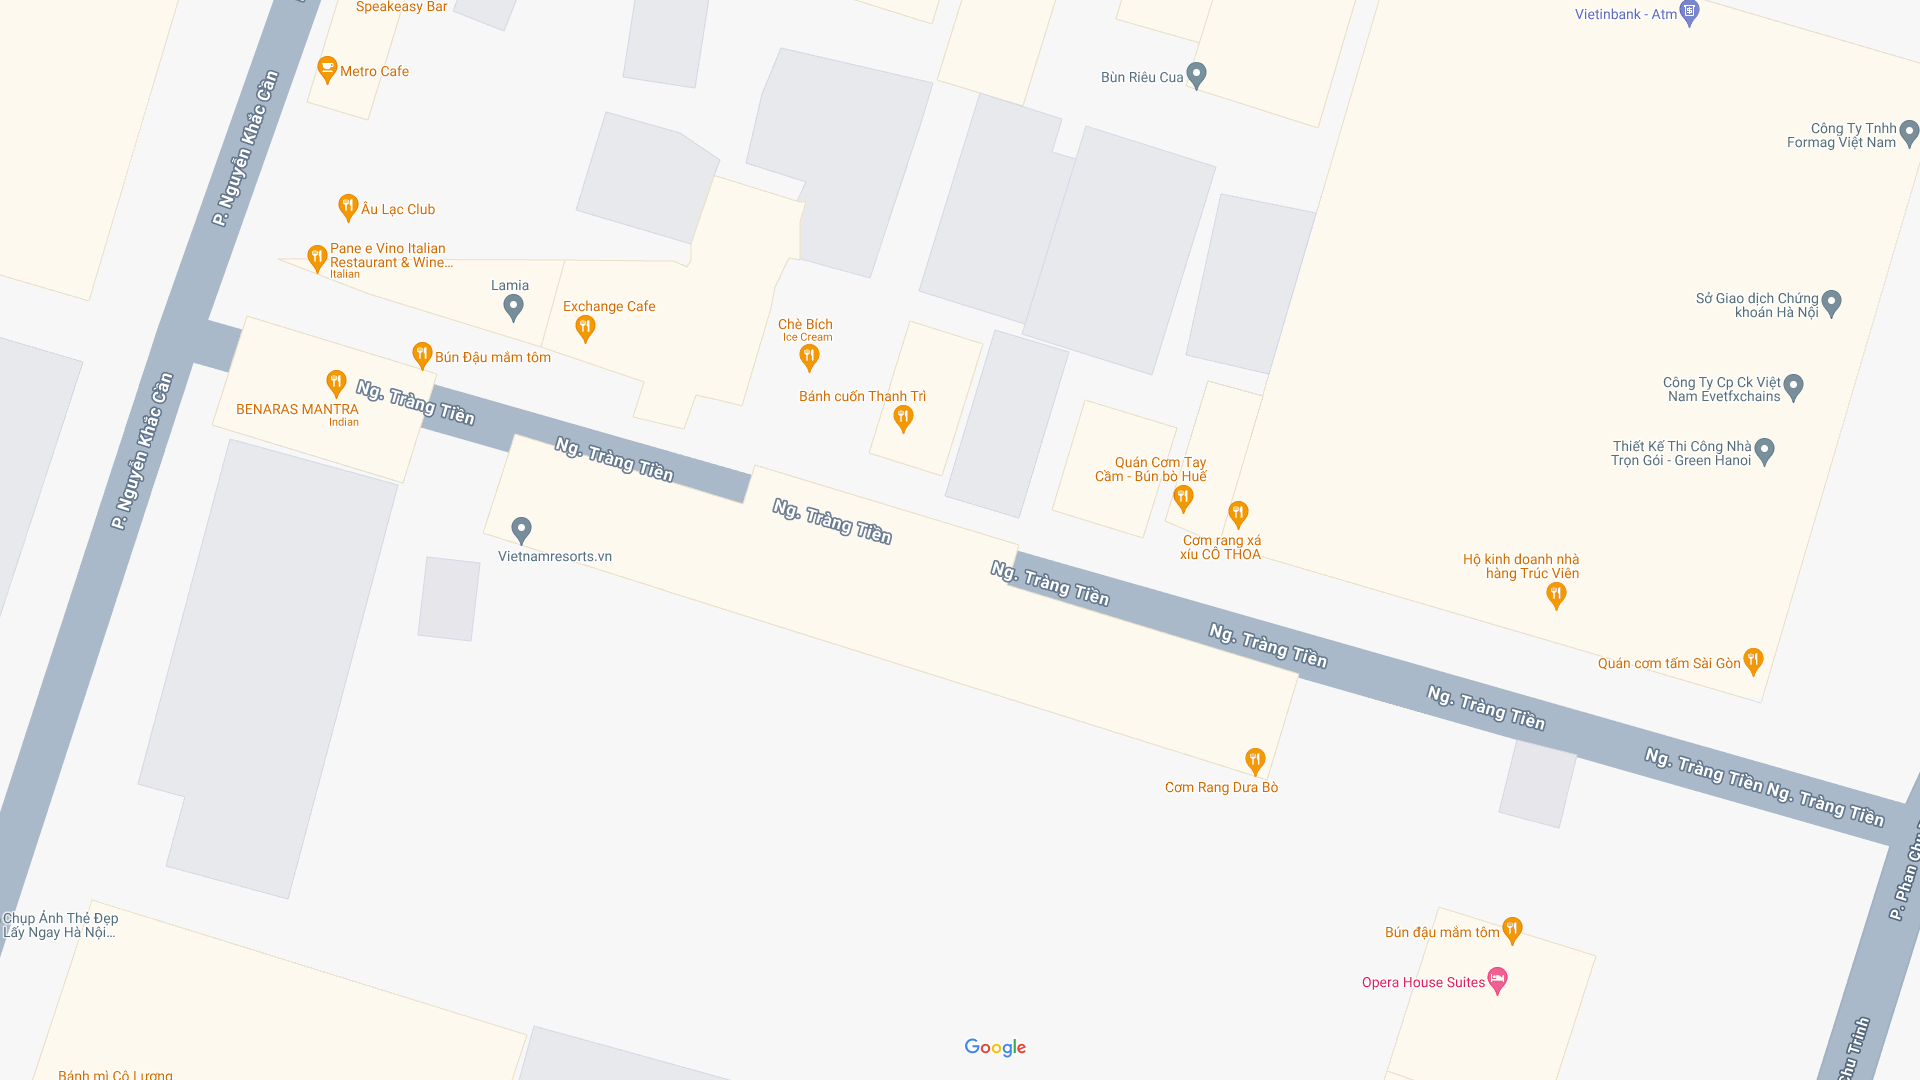 Speakeasy Bar
Vietinbank - Atm
Metro Cafe
Bùn Riêu Cua
P. Nguyễn Khắc Cần
Công Ty Tnhh
Formag Việt Nam
Âu Lạc Club
Pane e Vino Italian
Restaurant & Wine...
Italian
Lamia
Exchange Cafe
Sở Giao dịch Chứng
khoán Hà Nội
Chè Bích
Ice Cream
Bún Đậu mắm tôm
BENARAS MANTRA
Indian
Ng. Tràng Tiền
Bánh cuốn Thanh Trì
Công Ty Cp Ck Việt
Nam Evetfxchains
P. Nguyễn Khắc Cần
Ng. Tràng Tiền
Thiết Kế Thi Công Nhà
Trọn Gói - Green Hanoi
Quán Cơm Tay
Cầm - Bún bò Huế
Ng. Tràng Tiền
Vietnamresorts.vn
Cơm rang xá
xíu CÔ THOA
Ng. Tràng Tiền
Hộ kinh doanh nhà
hàng Trúc Viên
Ng. Tràng Tiền
Quán cơm tấm Sài Gòn
Ng. Tràng Tiền
Cơm Rang Dưa Bò
Ng. Tràng Tiền
Ng. Tràng Tiền
P. Phan Chu
Chụp Ảnh Thẻ Đẹp
Lấy Ngay Hà Nội...
Bún đậu mắm tôm
Opera House Suites
Google
Chu Trinh
Bánh mì Cô Lương